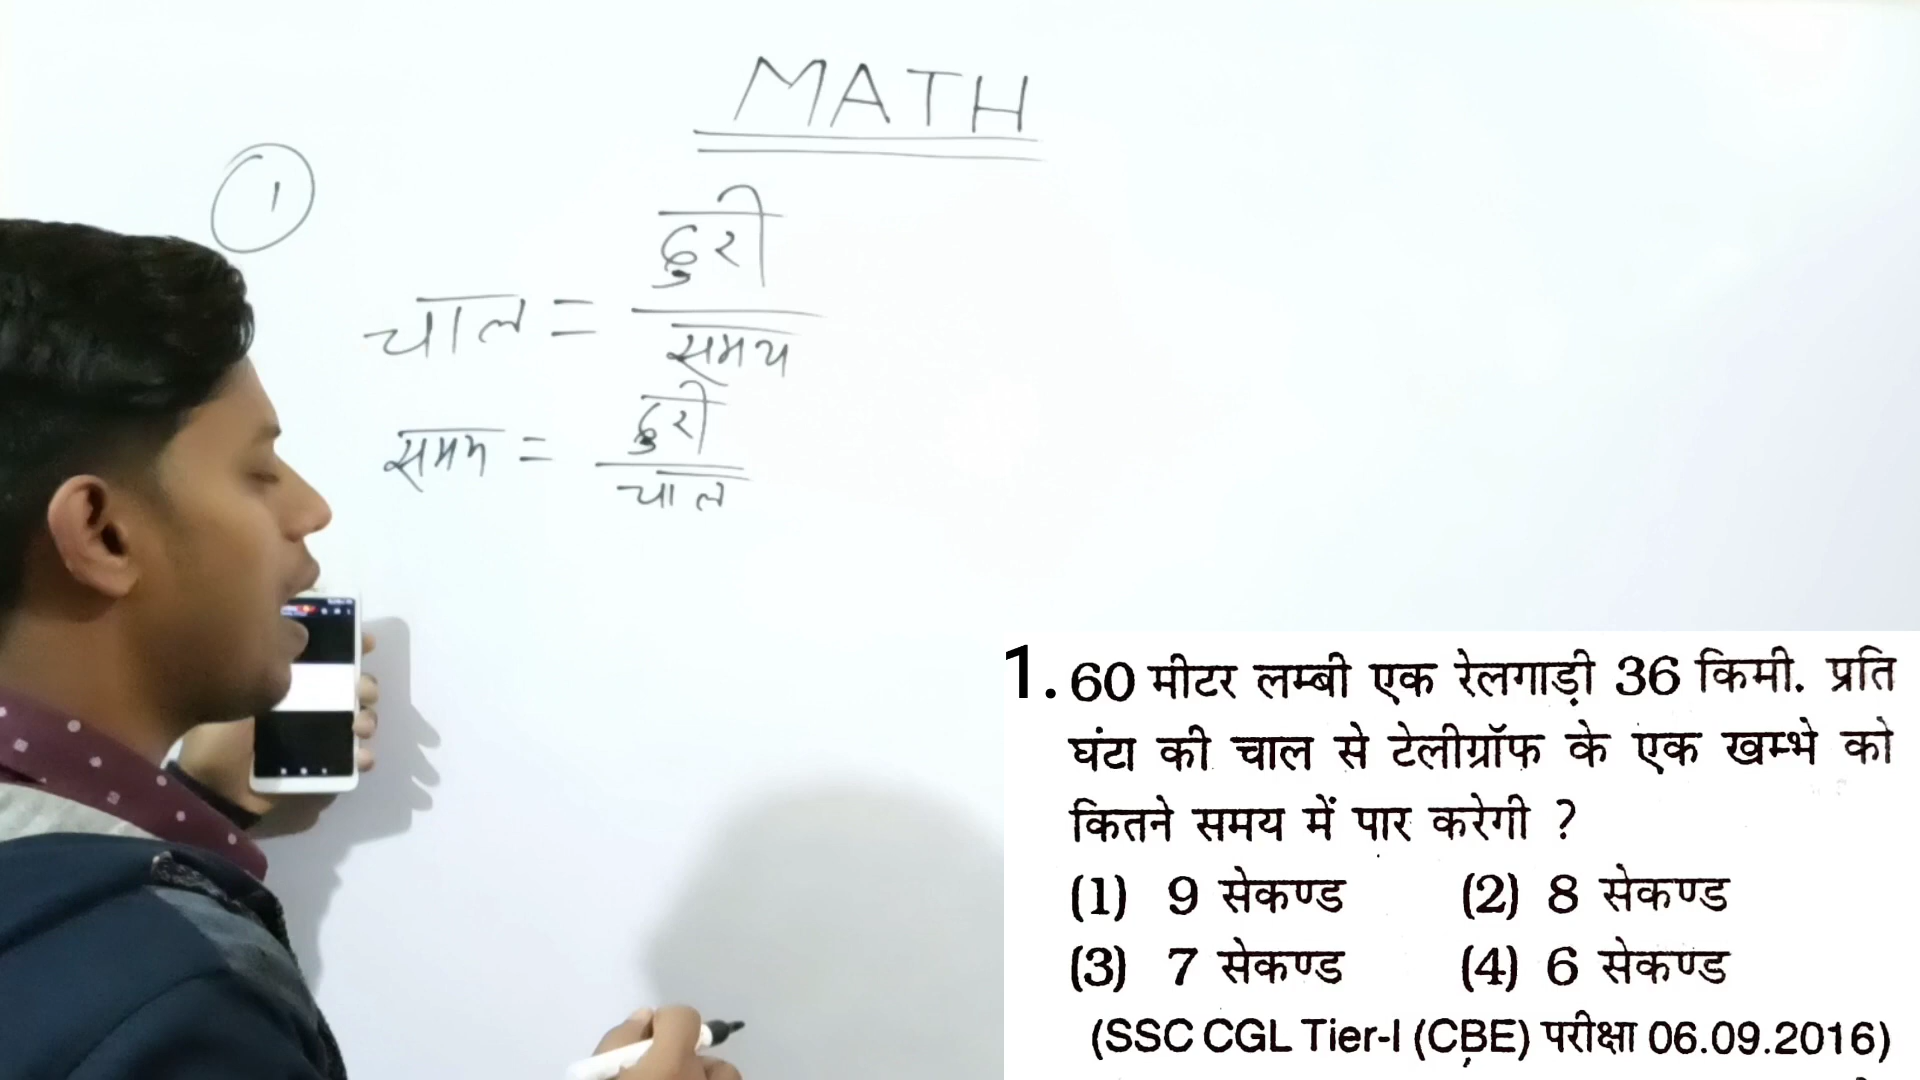 MATH
1
चाल = दुरी / समय
समय = दुरी / चाल
1. 60 मीटर लम्बी एक रेलगाड़ी 36 किमी. प्रति
घंटा की चाल से टेलीग्रॉफ के एक खम्भे को
कितने समय में पार करेगी ?
(1) 9 सेकण्ड (2) 8 सेकण्ड
(3) 7 सेकण्ड (4) 6 सेकण्ड
(SSC CGL Tier-I (CBE) परीक्षा 06.09.2016)